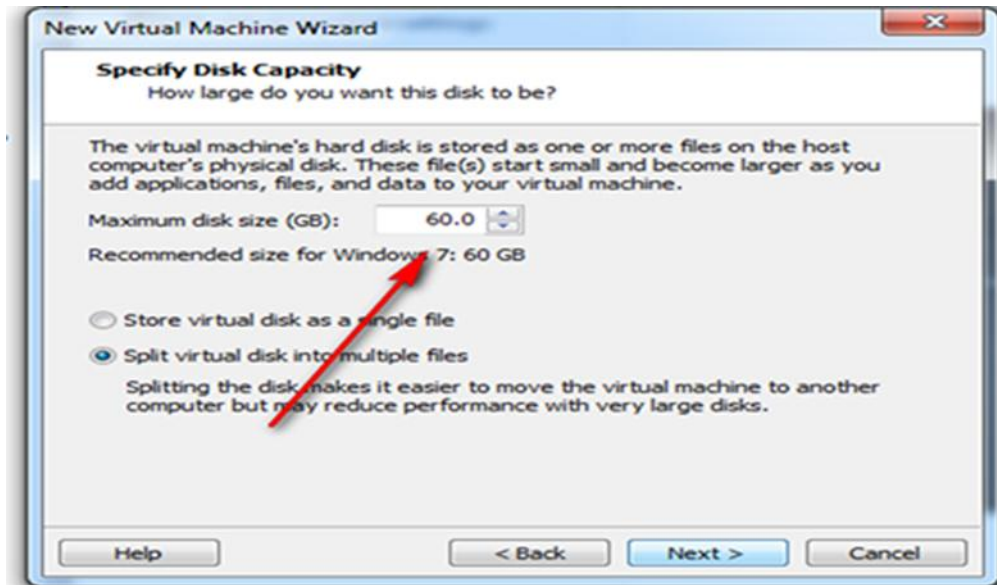 New Virtual Machine Wizard
Specify Disk Capacity
How large do you want this disk to be?
The virtual machine's hard disk is stored as one or more files on the host
computer's physical disk. These file(s) start small and become larger as you
add applications, files, and data to your virtual machine.
Maximum disk size (GB): 60.0
Recommended size for Windows 7: 60 GB
Store virtual disk as a single file
Split virtual disk into multiple files
Splitting the disk makes it easier to move the virtual machine to another
computer but may reduce performance with very large disks.
Help < Back Next > Cancel